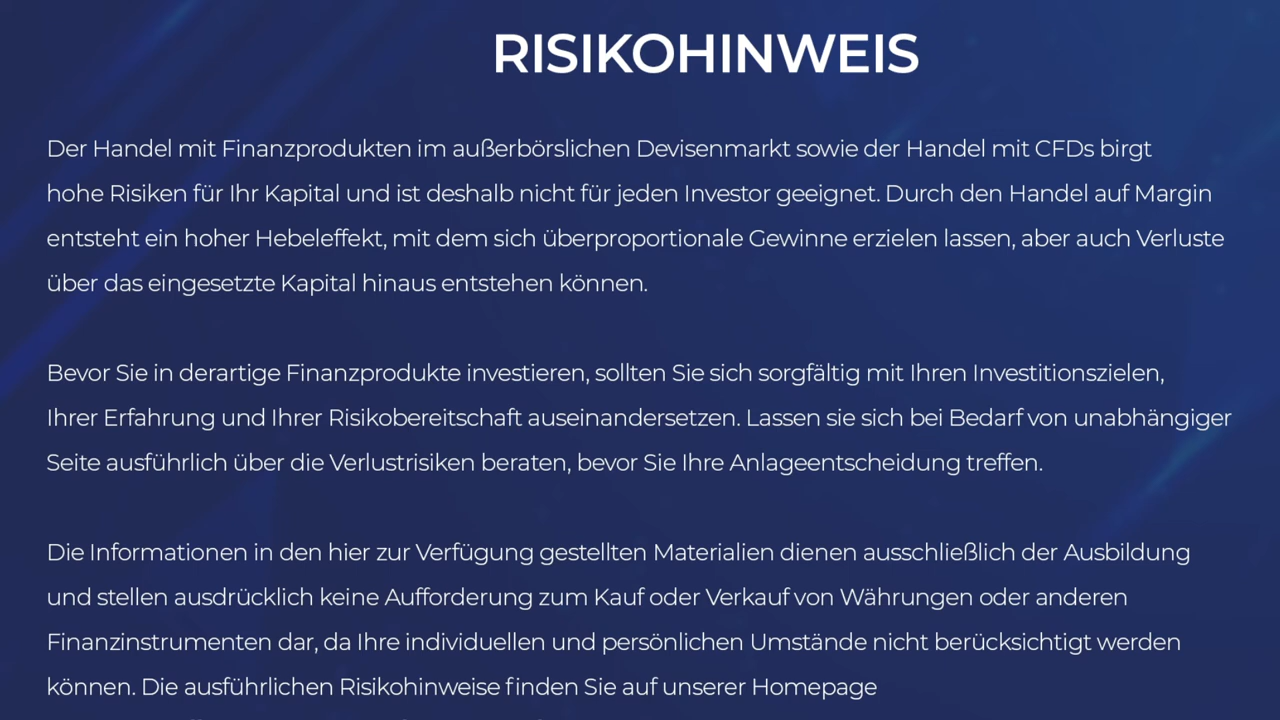 RISIKOHINWEIS
Der Handel mit Finanzprodukten im außerbörslichen Devisenmarkt sowie der Handel mit CFDs birgt
hohe Risiken für Ihr Kapital und ist deshalb nicht für jeden Investor geeignet. Durch den Handel auf Margin
entsteht ein hoher Hebeleffekt, mit dem sich überproportionale Gewinne erzielen lassen, aber auch Verluste
über das eingesetzte Kapital hinaus entstehen können.
Bevor Sie in derartige Finanzprodukte investieren, sollten Sie sich sorgfältig mit Ihren Investitionszielen,
Ihrer Erfahrung und Ihrer Risikobereitschaft auseinandersetzen. Lassen sie sich bei Bedarf von unabhängiger
Seite ausführlich über die Verlustrisiken beraten, bevor Sie Ihre Anlageentscheidung treffen.
Die Informationen in den hier zur Verfügung gestellten Materialien dienen ausschließlich der Ausbildung
und stellen ausdrücklich keine Aufforderung zum Kauf oder Verkauf von Währungen oder anderen
Finanzinstrumenten dar, da Ihre individuellen und persönlichen Umstände nicht berücksichtigt werden
können. Die ausführlichen Risikohinweise finden Sie auf unserer Homepage